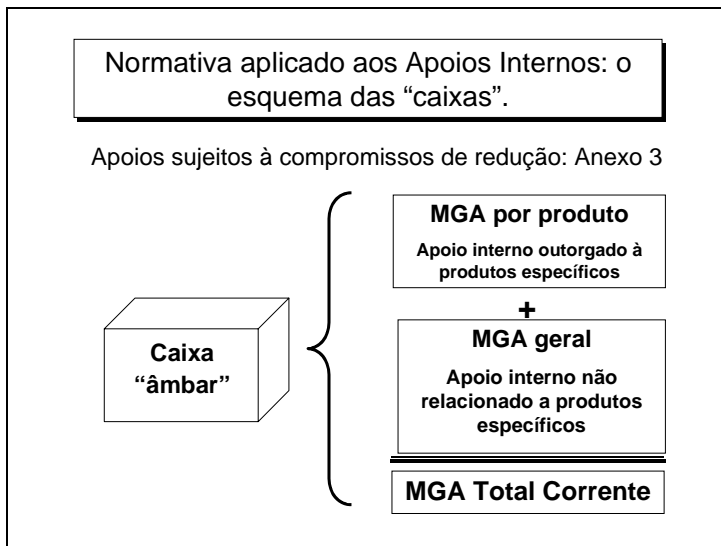 Normativa aplicado aos Apoios Internos: o
esquema das “caixas”.
Apoios sujeitos à compromissos de redução: Anexo 3
MGA por produto
Apoio interno outorgado à
produtos específicos
+
MGA geral
Apoio interno não
relacionado a produtos
específicos
Caixa
“âmbar”
MGA Total Corrente